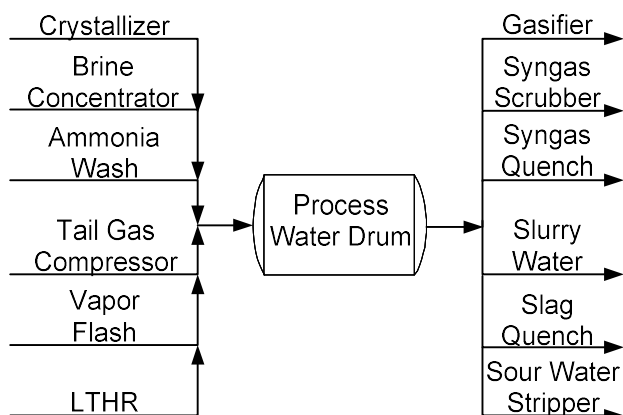 Crystallizer
Brine
Concentrator
Ammonia
Wash
Tail Gas
Compressor
Vapor
Flash
LTHR
Process
Water Drum
Gasifier
Syngas
Scrubber
Syngas
Quench
Slurry
Water
Slag
Quench
Sour Water
Stripper